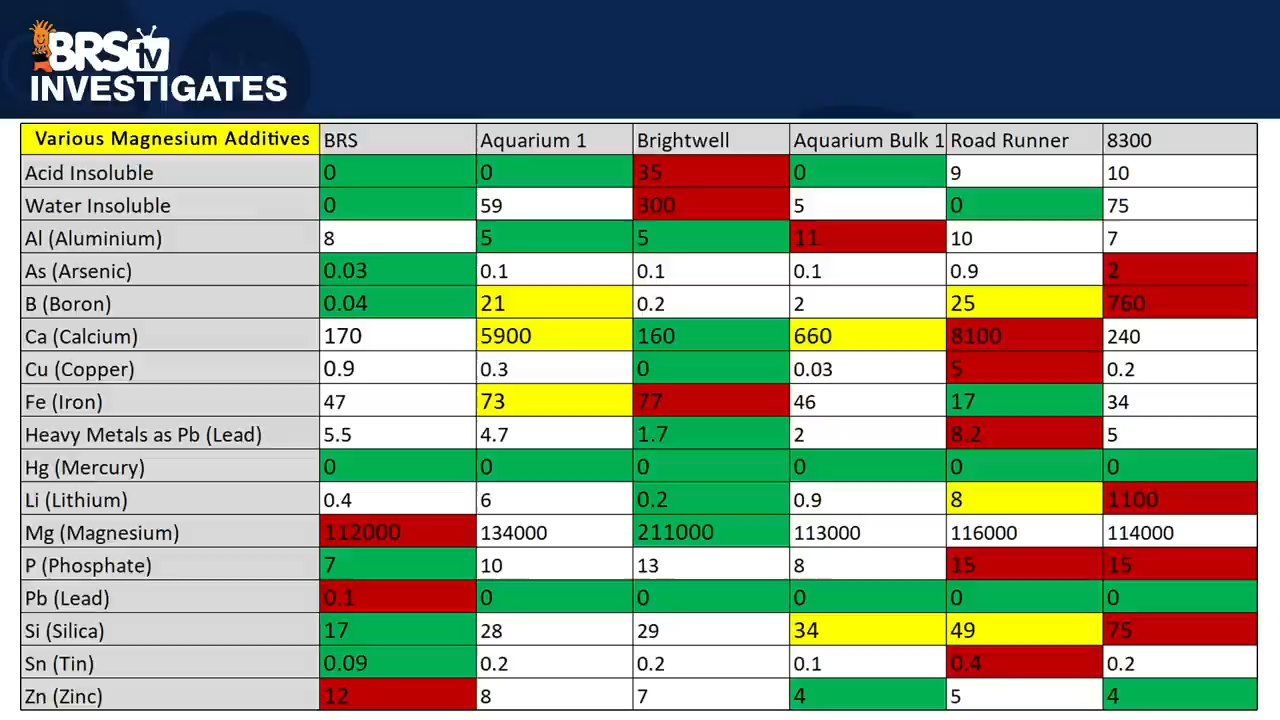 BRStv
INVESTIGATES
Various Magnesium Additives BRS Aquarium 1 Brightwell Aquarium Bulk 1 Road Runner 8300
Acid Insoluble 0 0 35 0 9 10
Water Insoluble 0 59 300 5 0 75
Al (Aluminium) 8 5 5 11 10 7
As (Arsenic) 0.03 0.1 0.1 0.1 0.9 2
B (Boron) 0.04 21 0.2 2 25 760
Ca (Calcium) 170 5900 160 660 8100 240
Cu (Copper) 0.9 0.3 0 0.03 5 0.2
Fe (Iron) 47 73 77 46 17 34
Heavy Metals as Pb (Lead) 5.5 4.7 1.7 2 8.2 5
Hg (Mercury) 0 0 0 0 0 0
Li (Lithium) 0.4 6 0.2 0.9 8 1100
Mg (Magnesium) 112000 134000 211000 113000 116000 114000
P (Phosphate) 7 10 13 8 15 15
Pb (Lead) 0.1 0 0 0 0 0
Si (Silica) 17 28 29 34 49 75
Sn (Tin) 0.09 0.2 0.2 0.1 0.4 0.2
Zn (Zinc) 12 8 7 4 5 4